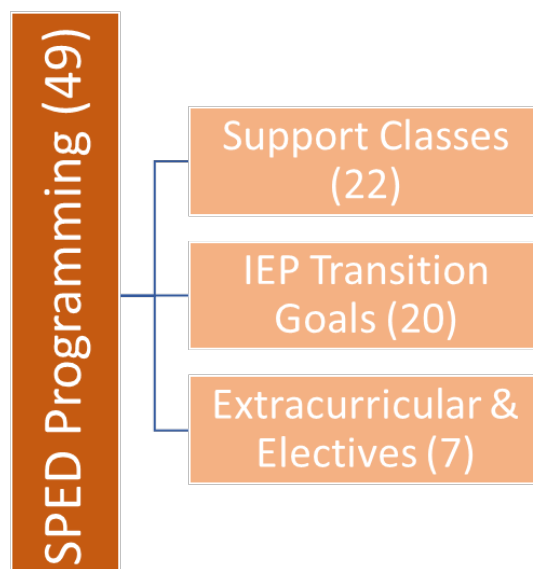 SPED Programming (49)
Support Classes
(22)
IEP Transition
Goals (20)
Extracurricular &
Electives (7)